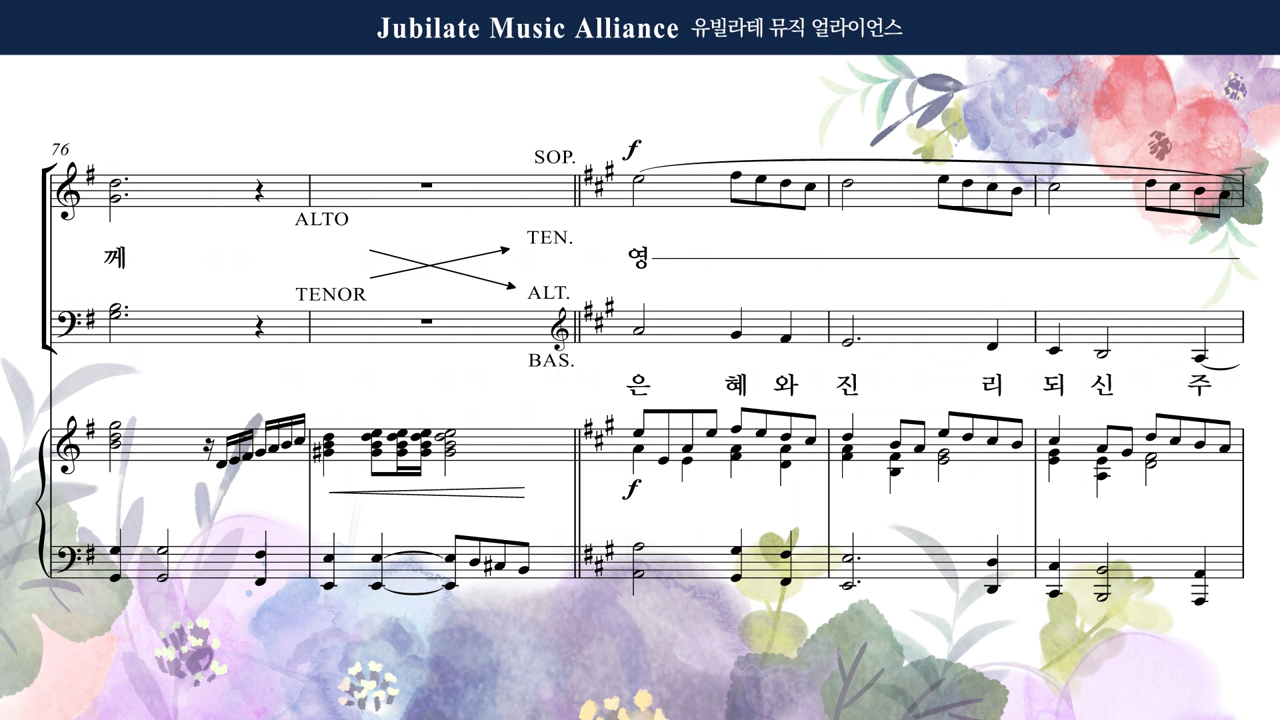 Jubilate Music Alliance 유빌라테 뮤직 얼라이언스
76
SOP.
f
ALTO
TEN.
께
영
TENOR
ALT.
BAS.
은 혜 와 진 리 되 신 주
f